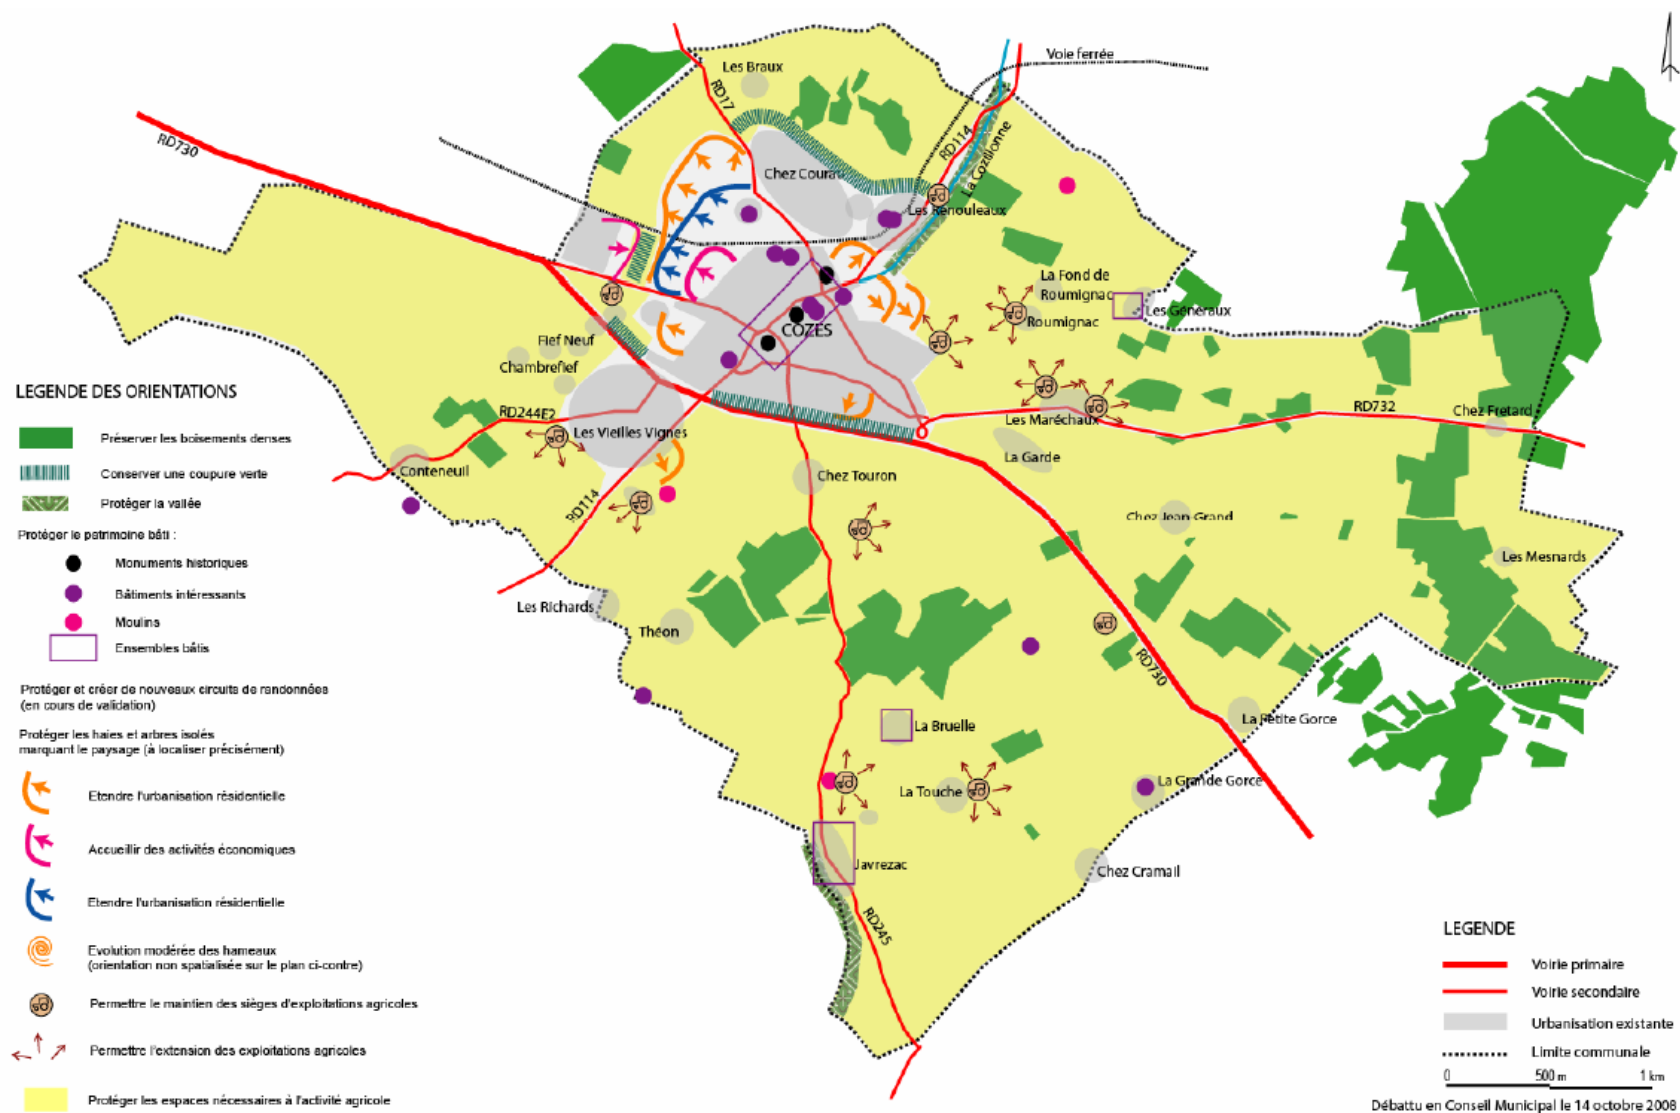 Voie ferrée
Les Braux
RD17
RD730
RD114
La Cozillonne
Chez Courau
Les Renouleaux
La Fond de
Roumignac
Roumignac
Les Généraux
COZES
Fief Neuf
Chambrefief
RD244E2
Les Vieilles Vignes
Les Maréchaux
RD732
Chez Fretard
Conteneuil
La Garde
Chez Touron
RD114
Chez Jean-Grand
Les Mesnards
Les Richards
Théon
RD730
La Bruelle
La Petite Gorce
La Touche
La Grande Gorce
Javrezac
Chez Cramail
RD245
LEGENDE DES ORIENTATIONS
Préserver les boisements denses
Conserver une coupure verte
Protéger la vallée
Protéger le patrimoine bâti :
Monuments historiques
Bâtiments intéressants
Moulins
Ensembles bâtis
Protéger et créer de nouveaux circuits de randonnées
(en cours de validation)
Protéger les haies et arbres isolés
marquant le paysage (à localiser précisément)
Etendre l'urbanisation résidentielle
Accueillir des activités économiques
Etendre l'urbanisation résidentielle
Evolution modérée des hameaux
(orientation non spatialisée sur le plan ci-contre)
Permettre le maintien des sièges d'exploitations agricoles
Permettre l'extension des exploitations agricoles
Protéger les espaces nécessaires à l'activité agricole
LEGENDE
Voirie primaire
Voirie secondaire
Urbanisation existante
Limite communale
0 500 m 1 km
Débattu en Conseil Municipal le 14 octobre 2008